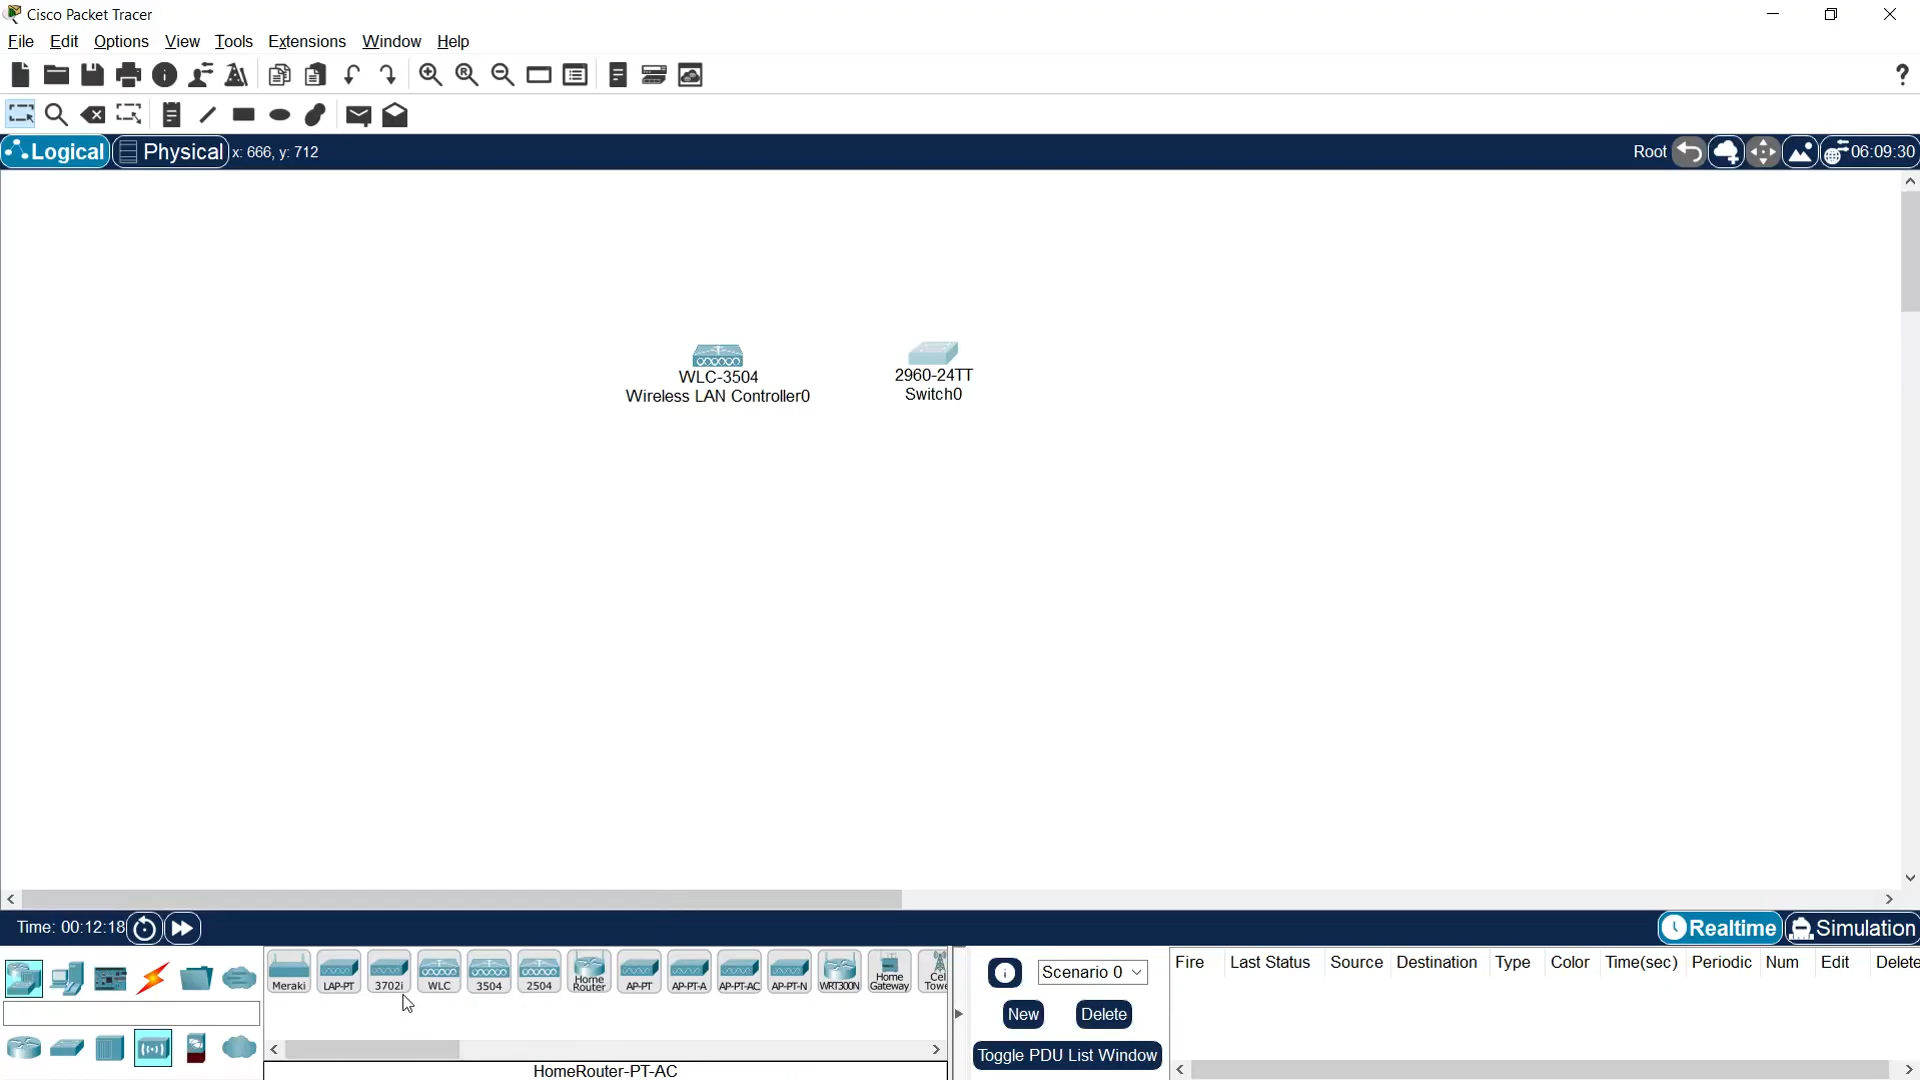 Cisco Packet Tracer
File Edit Options View Tools Extensions Window Help
?
Logical Physical x: 666, y: 712 Root 06:09:30
WLC-3504
Wireless LAN Controller0
2960-24TT
Switch0
Time: 00:12:18 Realtime Simulation
Meraki LAP-PT 3702i WLC 3504 2504 Home Router AP-PT AP-PT-A AP-PT-AC AP-PT-N WRT300N Home Gateway Cel Towe
Scenario 0
New Delete
Toggle PDU List Window
Fire Last Status Source Destination Type Color Time(sec) Periodic Num Edit Delete
HomeRouter-PT-AC